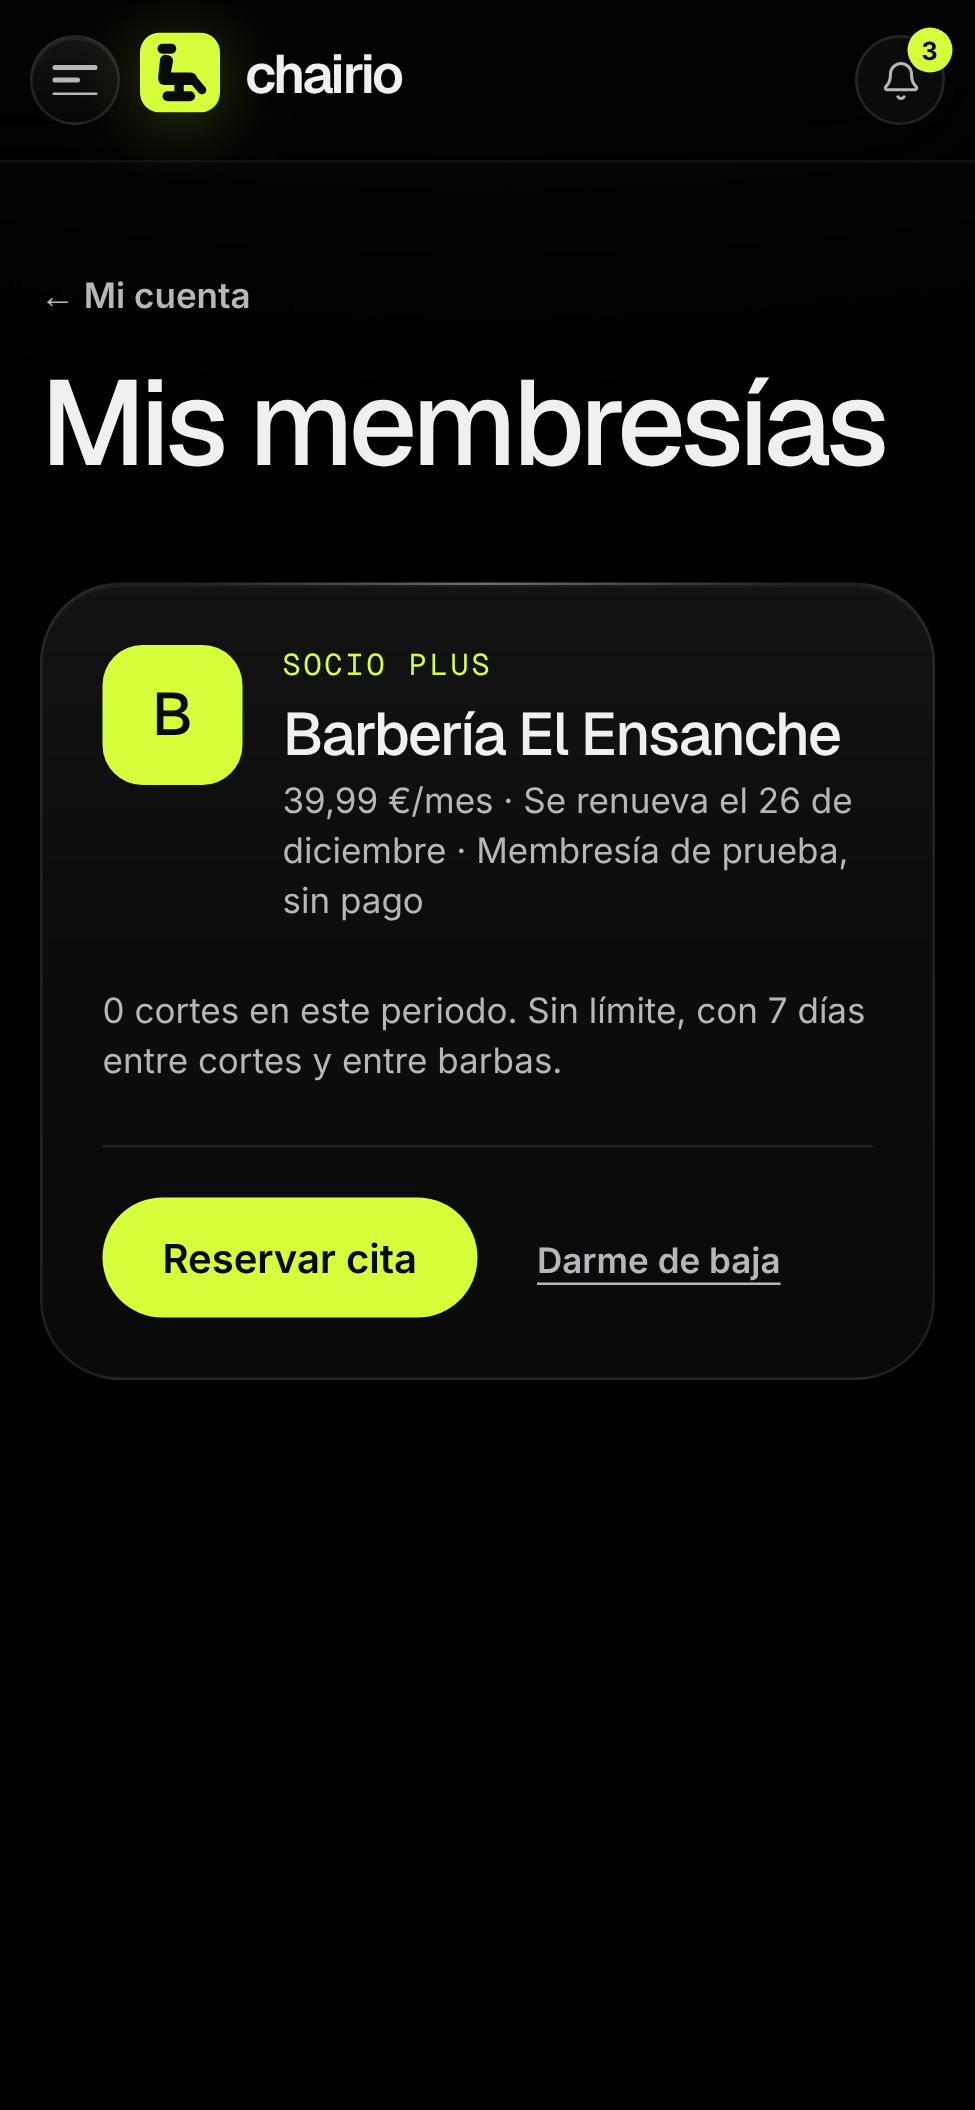 chairio
3
← Mi cuenta
Mis membresías
B
SOCIO PLUS
Barbería El Ensanche
39,99 €/mes · Se renueva el 26 de
diciembre · Membresía de prueba,
sin pago
0 cortes en este periodo. Sin límite, con 7 días
entre cortes y entre barbas.
Reservar cita
Darme de baja